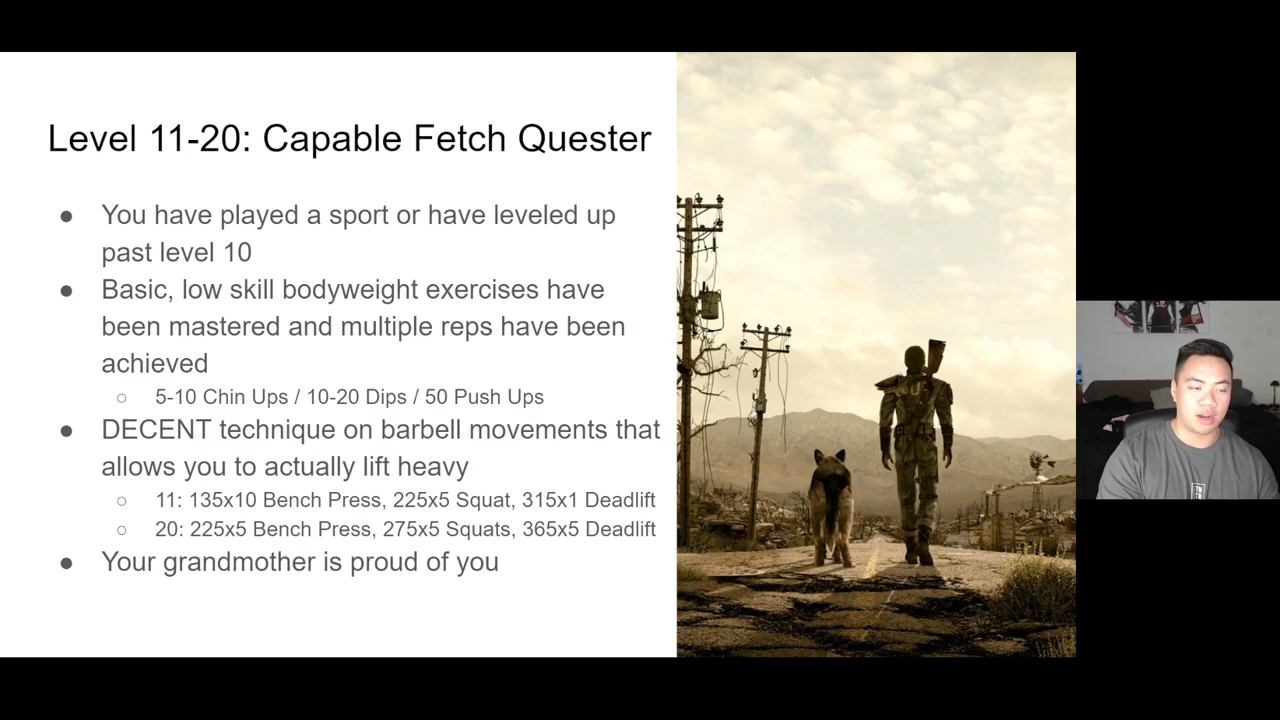 Level 11-20: Capable Fetch Quester
● You have played a sport or have leveled up
past level 10
● Basic, low skill bodyweight exercises have
been mastered and multiple reps have been
achieved
○ 5-10 Chin Ups / 10-20 Dips / 50 Push Ups
● DECENT technique on barbell movements that
allows you to actually lift heavy
○ 11: 135x10 Bench Press, 225x5 Squat, 315x1 Deadlift
○ 20: 225x5 Bench Press, 275x5 Squats, 365x5 Deadlift
● Your grandmother is proud of you